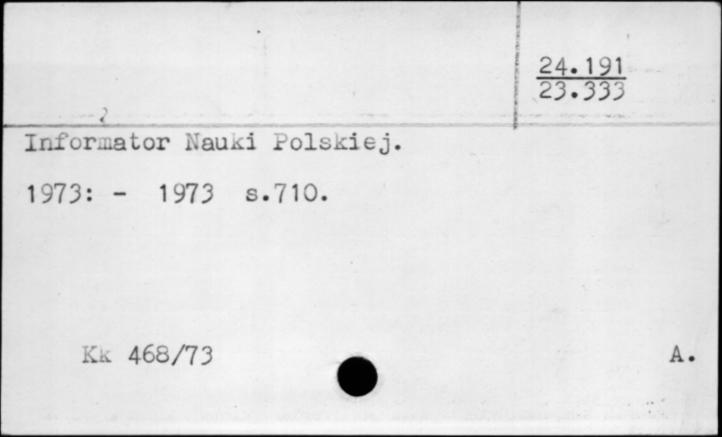 24.191
23.333
Informator Nauki Polskiej.
1973: - 1973 s.710.
Kk 468/73
A.